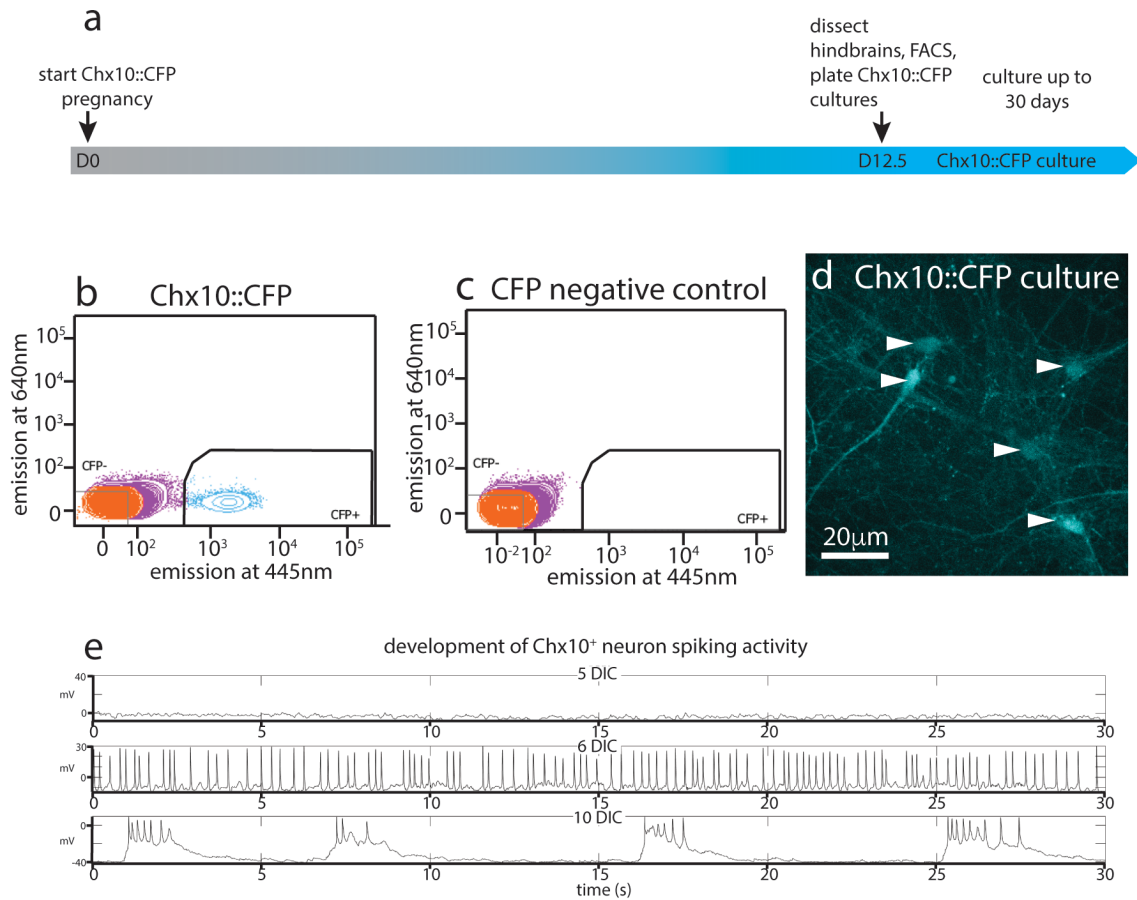 a
start Chx10::CFP
pregnancy
dissect
hindbrains, FACS,
plate Chx10::CFP
cultures
culture up to
30 days
D0
D12.5
Chx10::CFP culture
b
Chx10::CFP
emission at 640nm
10⁵
10⁴
10³
10²
0
CFP-
CFP+
0 10² 10³ 10⁴ 10⁵
emission at 445nm
c
CFP negative control
emission at 640nm
10⁵
10⁴
10³
10²
0
CFP-
CFP+
10⁻² 10² 10³ 10⁴ 10⁵
emission at 445nm
d
Chx10::CFP culture
20μm
e
development of Chx10⁺ neuron spiking activity
5 DIC
40
mV
0
0 5 10 15 20 25 30
6 DIC
30
mV
0
0 5 10 15 20 25 30
10 DIC
0
mV
-40
0 5 10 15 20 25 30
time (s)